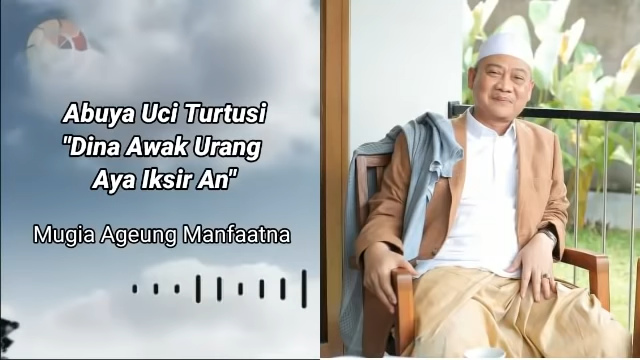 Abuya Uci Turtusi
"Dina Awak Urang
Aya Iksir An"
Mugia Ageung Manfaatna